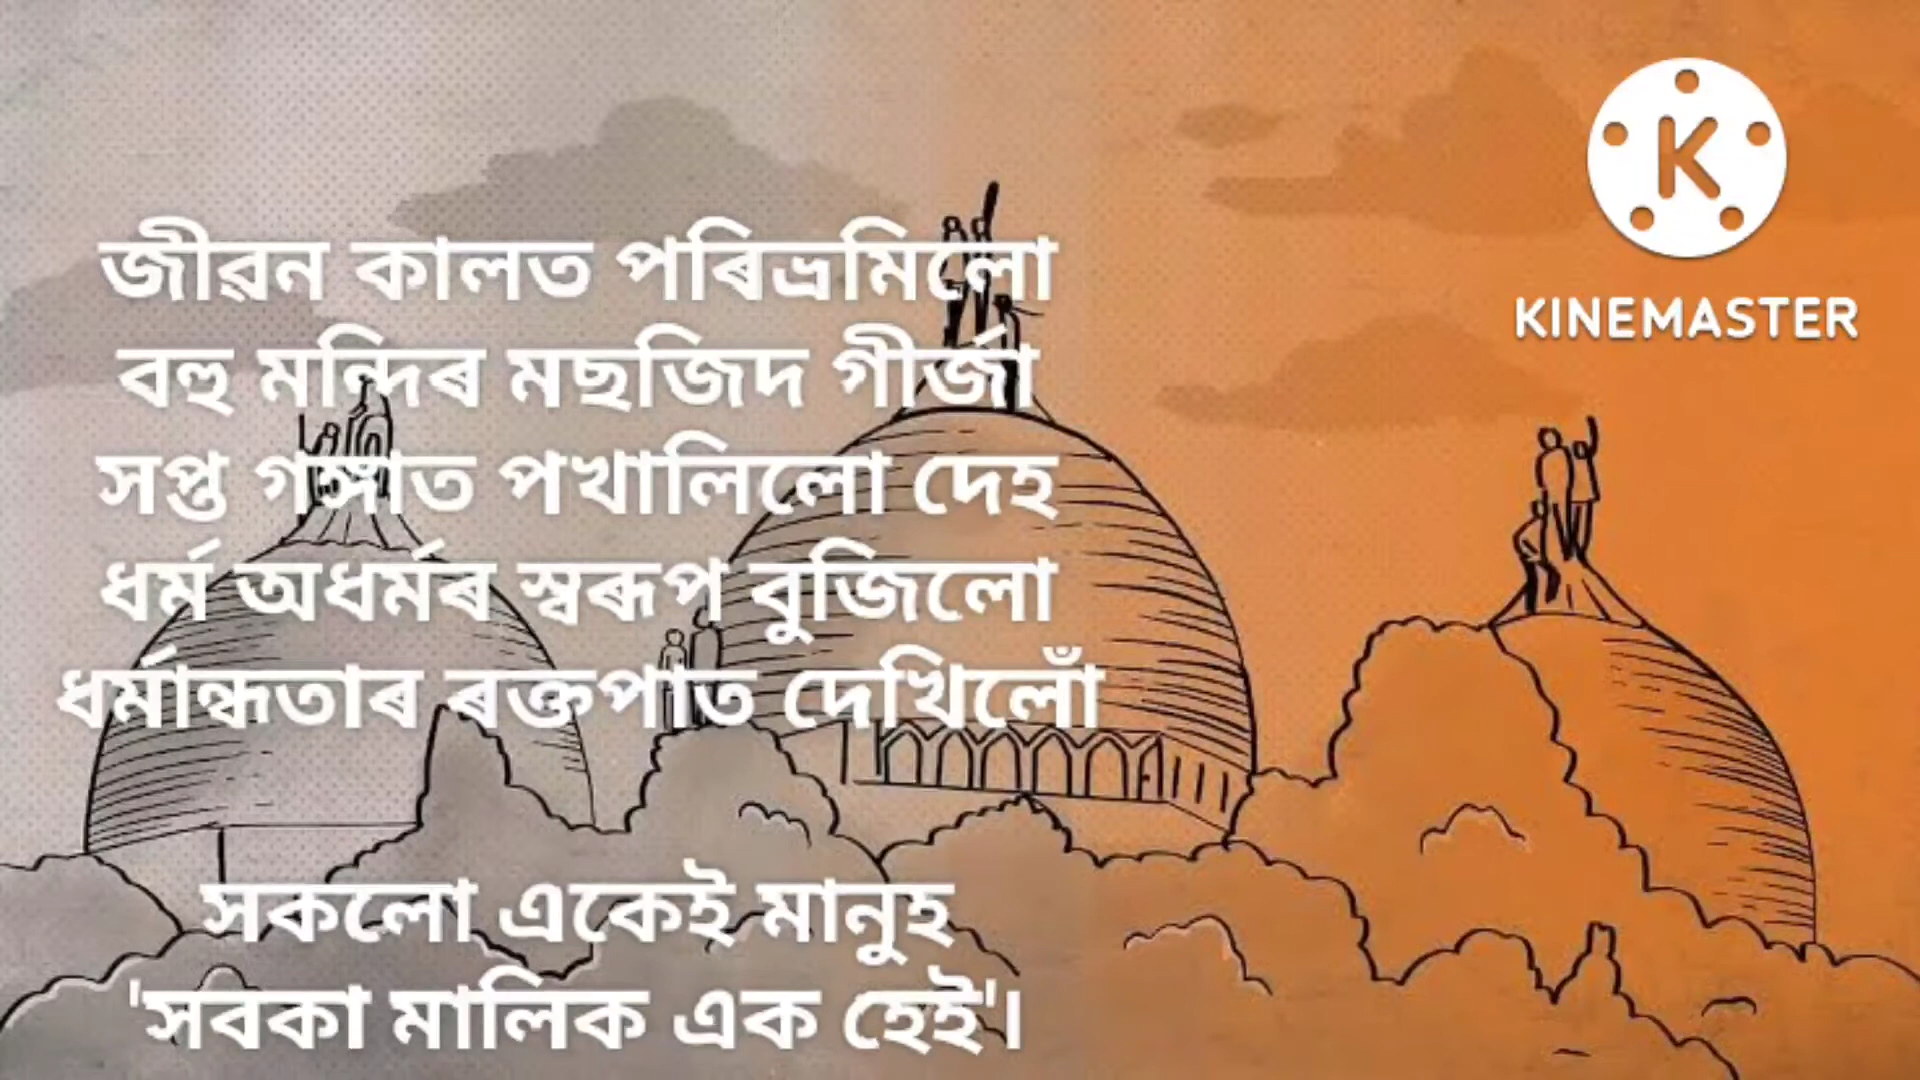 জীৱন কালত পৰিভ্ৰমিলো
বহু মন্দিৰ মছজিদ গীৰ্জা
সপ্ত গঙ্গাত পখালিলো দেহ
ধৰ্ম অধৰ্মৰ স্বৰূপ বুজিলো
ধৰ্মান্ধতাৰ ৰক্তপাত দেখিলোঁ
সকলো একেই মানুহ
'সবকা মালিক এক হেই'।
K
KINEMASTER